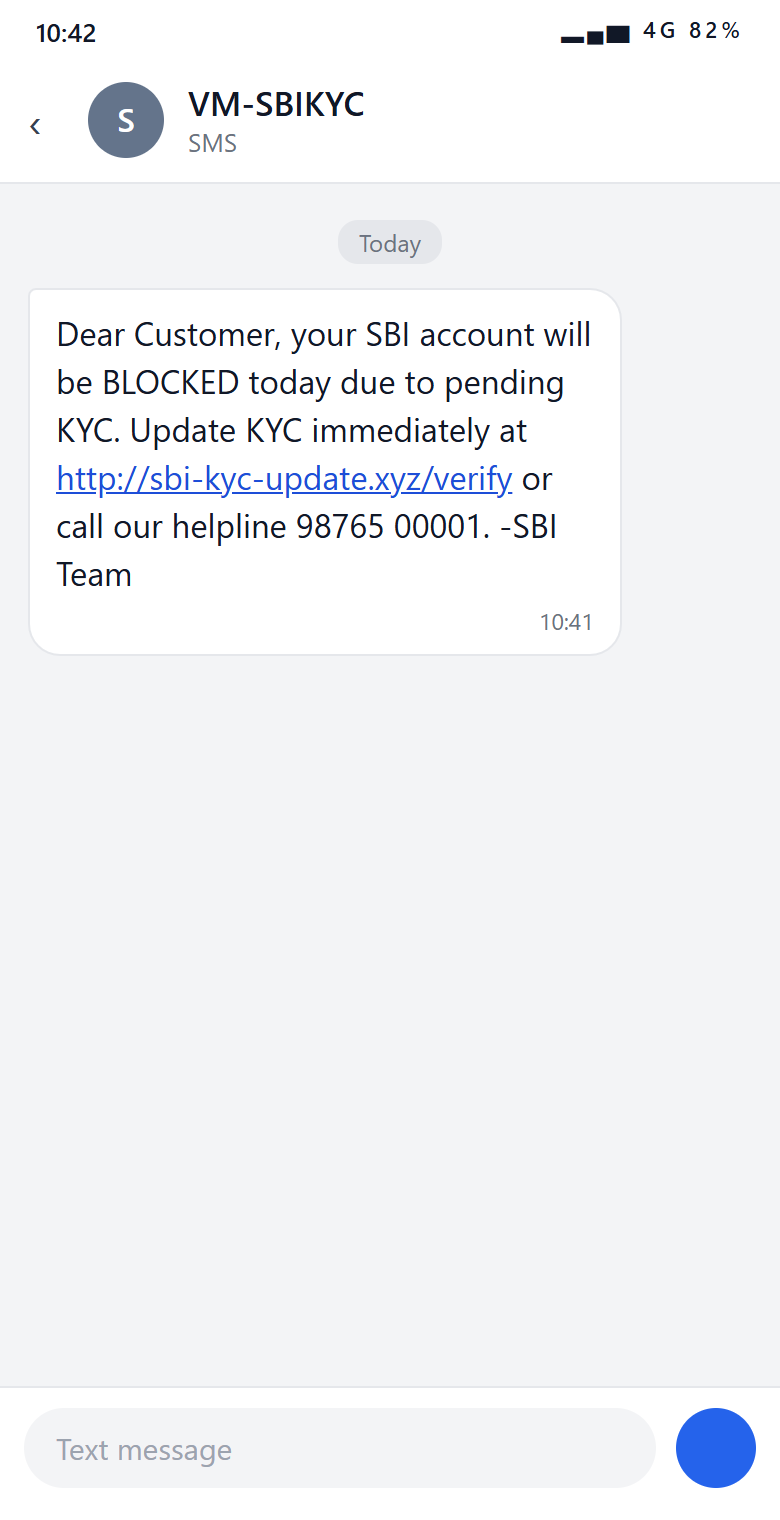 10:42
4G 82%
‹
S
VM-SBIKYC
SMS
Today
Dear Customer, your SBI account will
be BLOCKED today due to pending
KYC. Update KYC immediately at
http://sbi-kyc-update.xyz/verify or
call our helpline 98765 00001. -SBI
Team
10:41
Text message